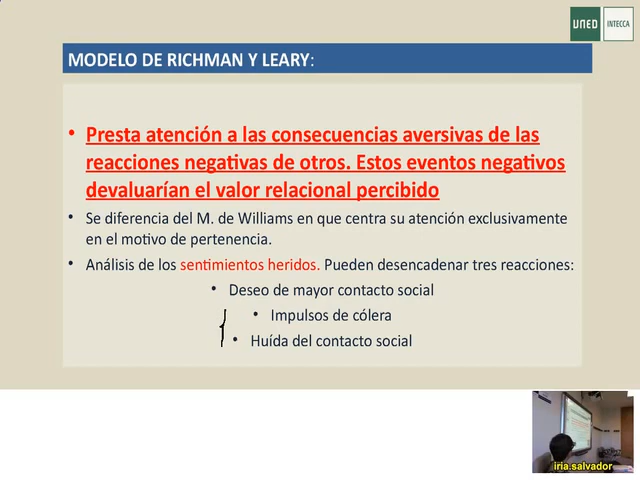 UNED INTECCA
MODELO DE RICHMAN Y LEARY:
• Presta atención a las consecuencias aversivas de las
reacciones negativas de otros. Estos eventos negativos
devaluarían el valor relacional percibido
• Se diferencia del M. de Williams en que centra su atención exclusivamente
en el motivo de pertenencia.
• Análisis de los sentimientos heridos. Pueden desencadenar tres reacciones:
• Deseo de mayor contacto social
• Impulsos de cólera
• Huída del contacto social
iria.salvador